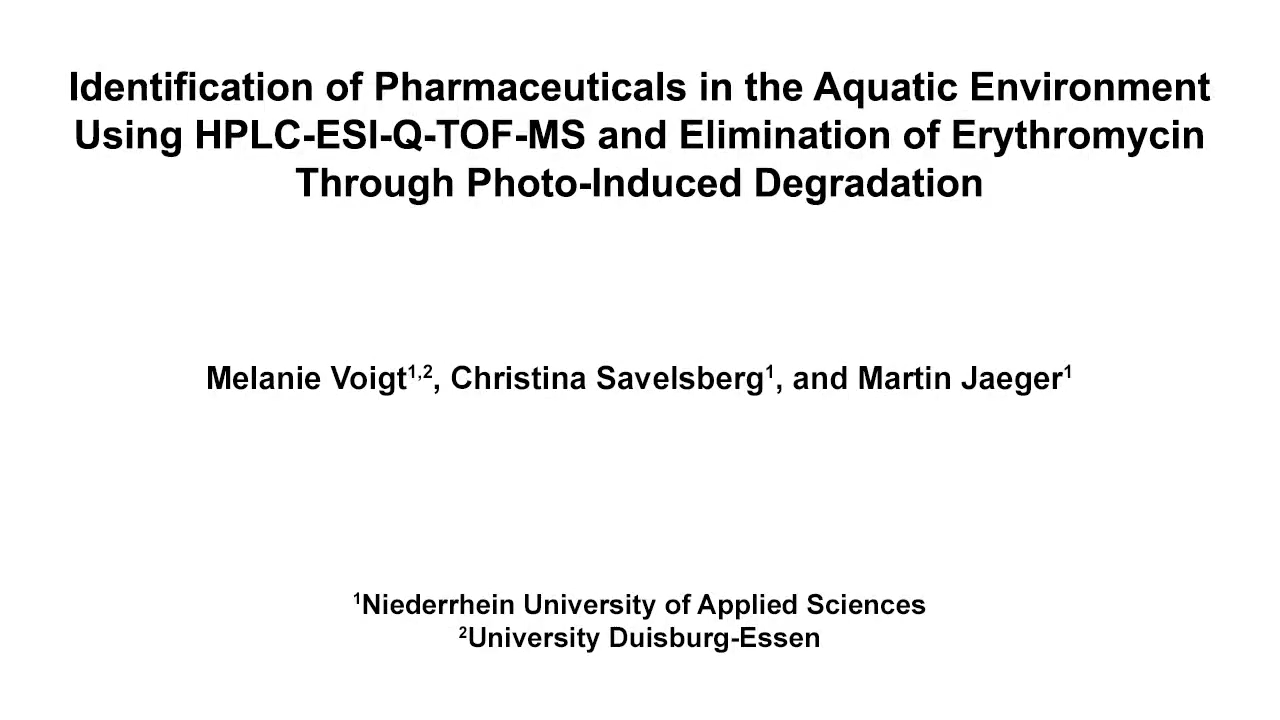 Identification of Pharmaceuticals in the Aquatic Environment
Using HPLC-ESI-Q-TOF-MS and Elimination of Erythromycin
Through Photo-Induced Degradation
Melanie Voigt¹,², Christina Savelsberg¹, and Martin Jaeger¹
¹Niederrhein University of Applied Sciences
²University Duisburg-Essen